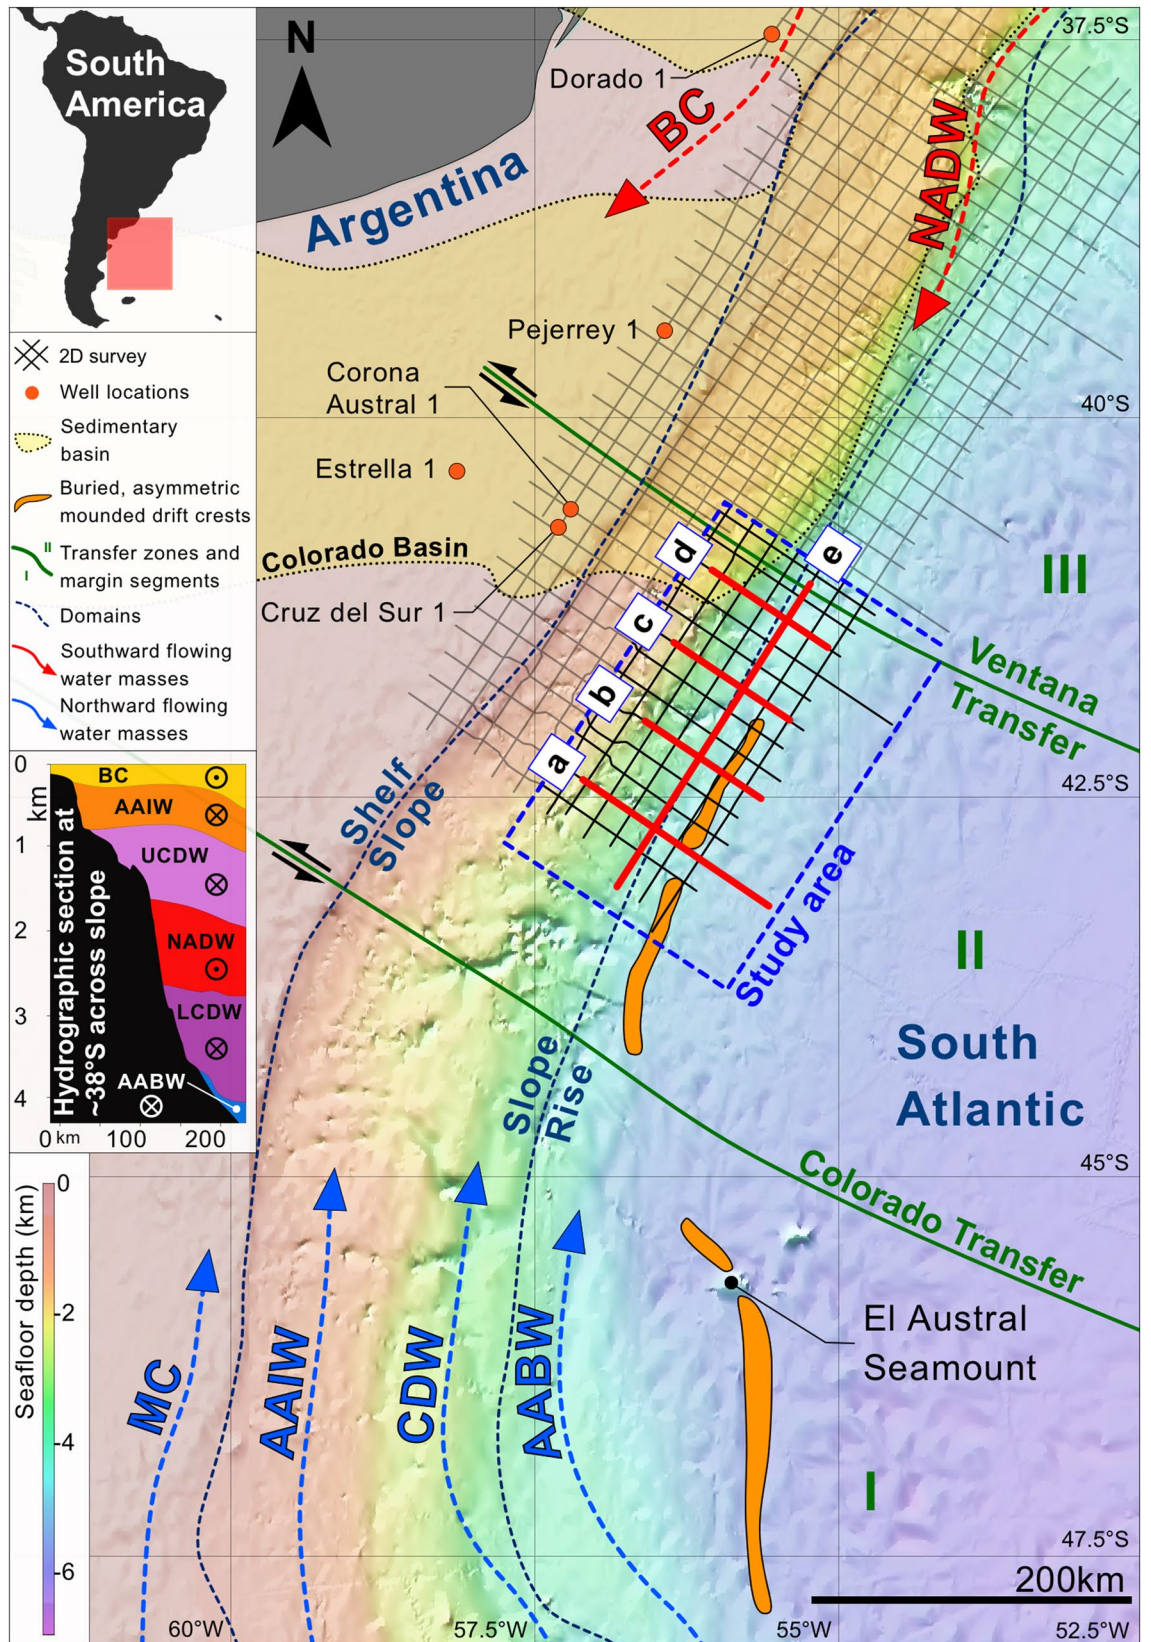 South
America
N
37.5°S
Dorado 1
BC
NADW
Argentina
Pejerrey 1
Corona
Austral 1
40°S
Estrella 1
Colorado Basin
Cruz del Sur 1
2D survey
Well locations
Sedimentary
basin
Buried, asymmetric
mounded drift crests
II
I
Transfer zones and
margin segments
Domains
Southward flowing
water masses
Northward flowing
water masses
d
e
c
b
a
III
Ventana
Transfer
42.5°S
Shelf
Slope
Study area
II
South
Atlantic
Slope
Rise
0
km
1
2
3
4
Hydrographic section at
~38°S across slope
BC
AAIW
UCDW
NADW
LCDW
AABW
0 km 100 200
45°S
Colorado Transfer
Seafloor depth (km)
0
-2
-4
-6
MC
AAIW
CDW
AABW
El Austral
Seamount
I
47.5°S
200km
60°W
57.5°W
55°W
52.5°W